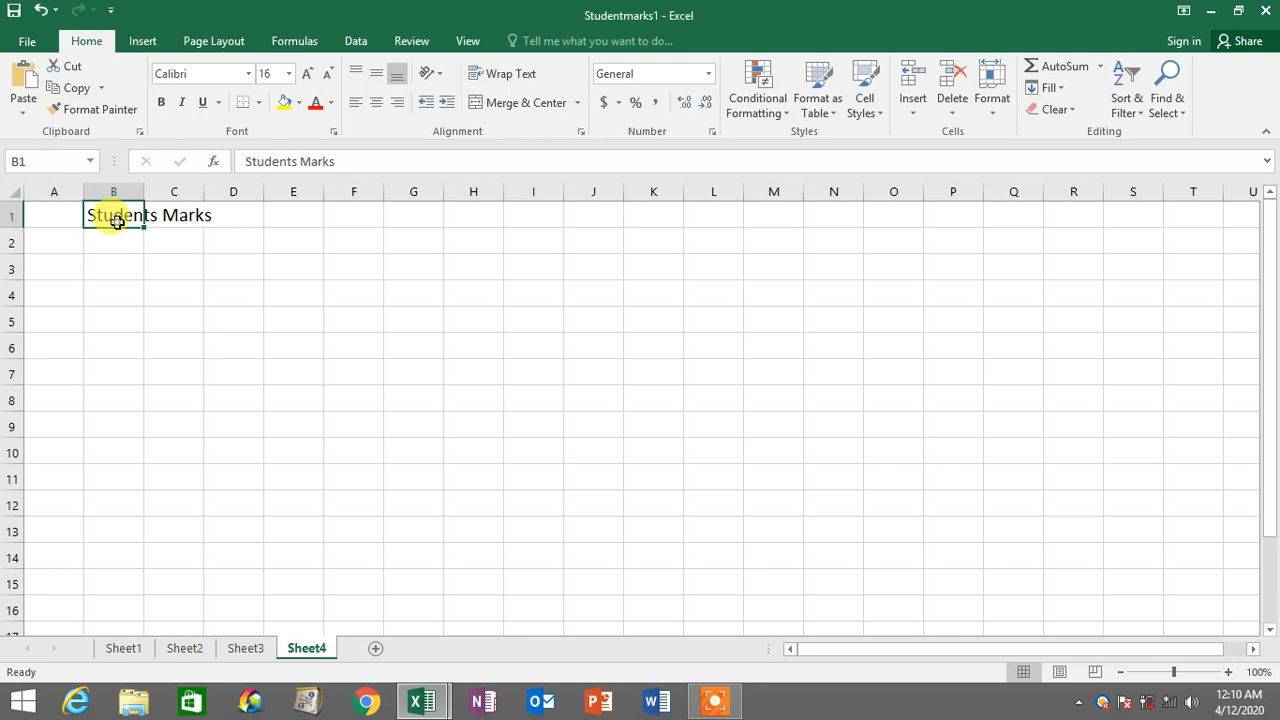 Studentmarks1 - Excel
File Home Insert Page Layout Formulas Data Review View Tell me what you want to do... Sign in Share
Paste
Cut
Copy
Format Painter
Clipboard
Calibri 16
B I U
Font
Wrap Text
Merge & Center
Alignment
General
$ % ,
Number
Conditional Formatting
Format as Table
Cell Styles
Styles
Insert Delete Format
Cells
AutoSum
Fill
Clear
Sort & Filter
Find & Select
Editing
B1 fx Students Marks
A B C D E F G H I J K L M N O P Q R S T U
1 Students Marks
2
3
4
5
6
7
8
9
10
11
12
13
14
15
16
17
Sheet1 Sheet2 Sheet3 Sheet4
Ready 100%
12:10 AM
4/12/2020